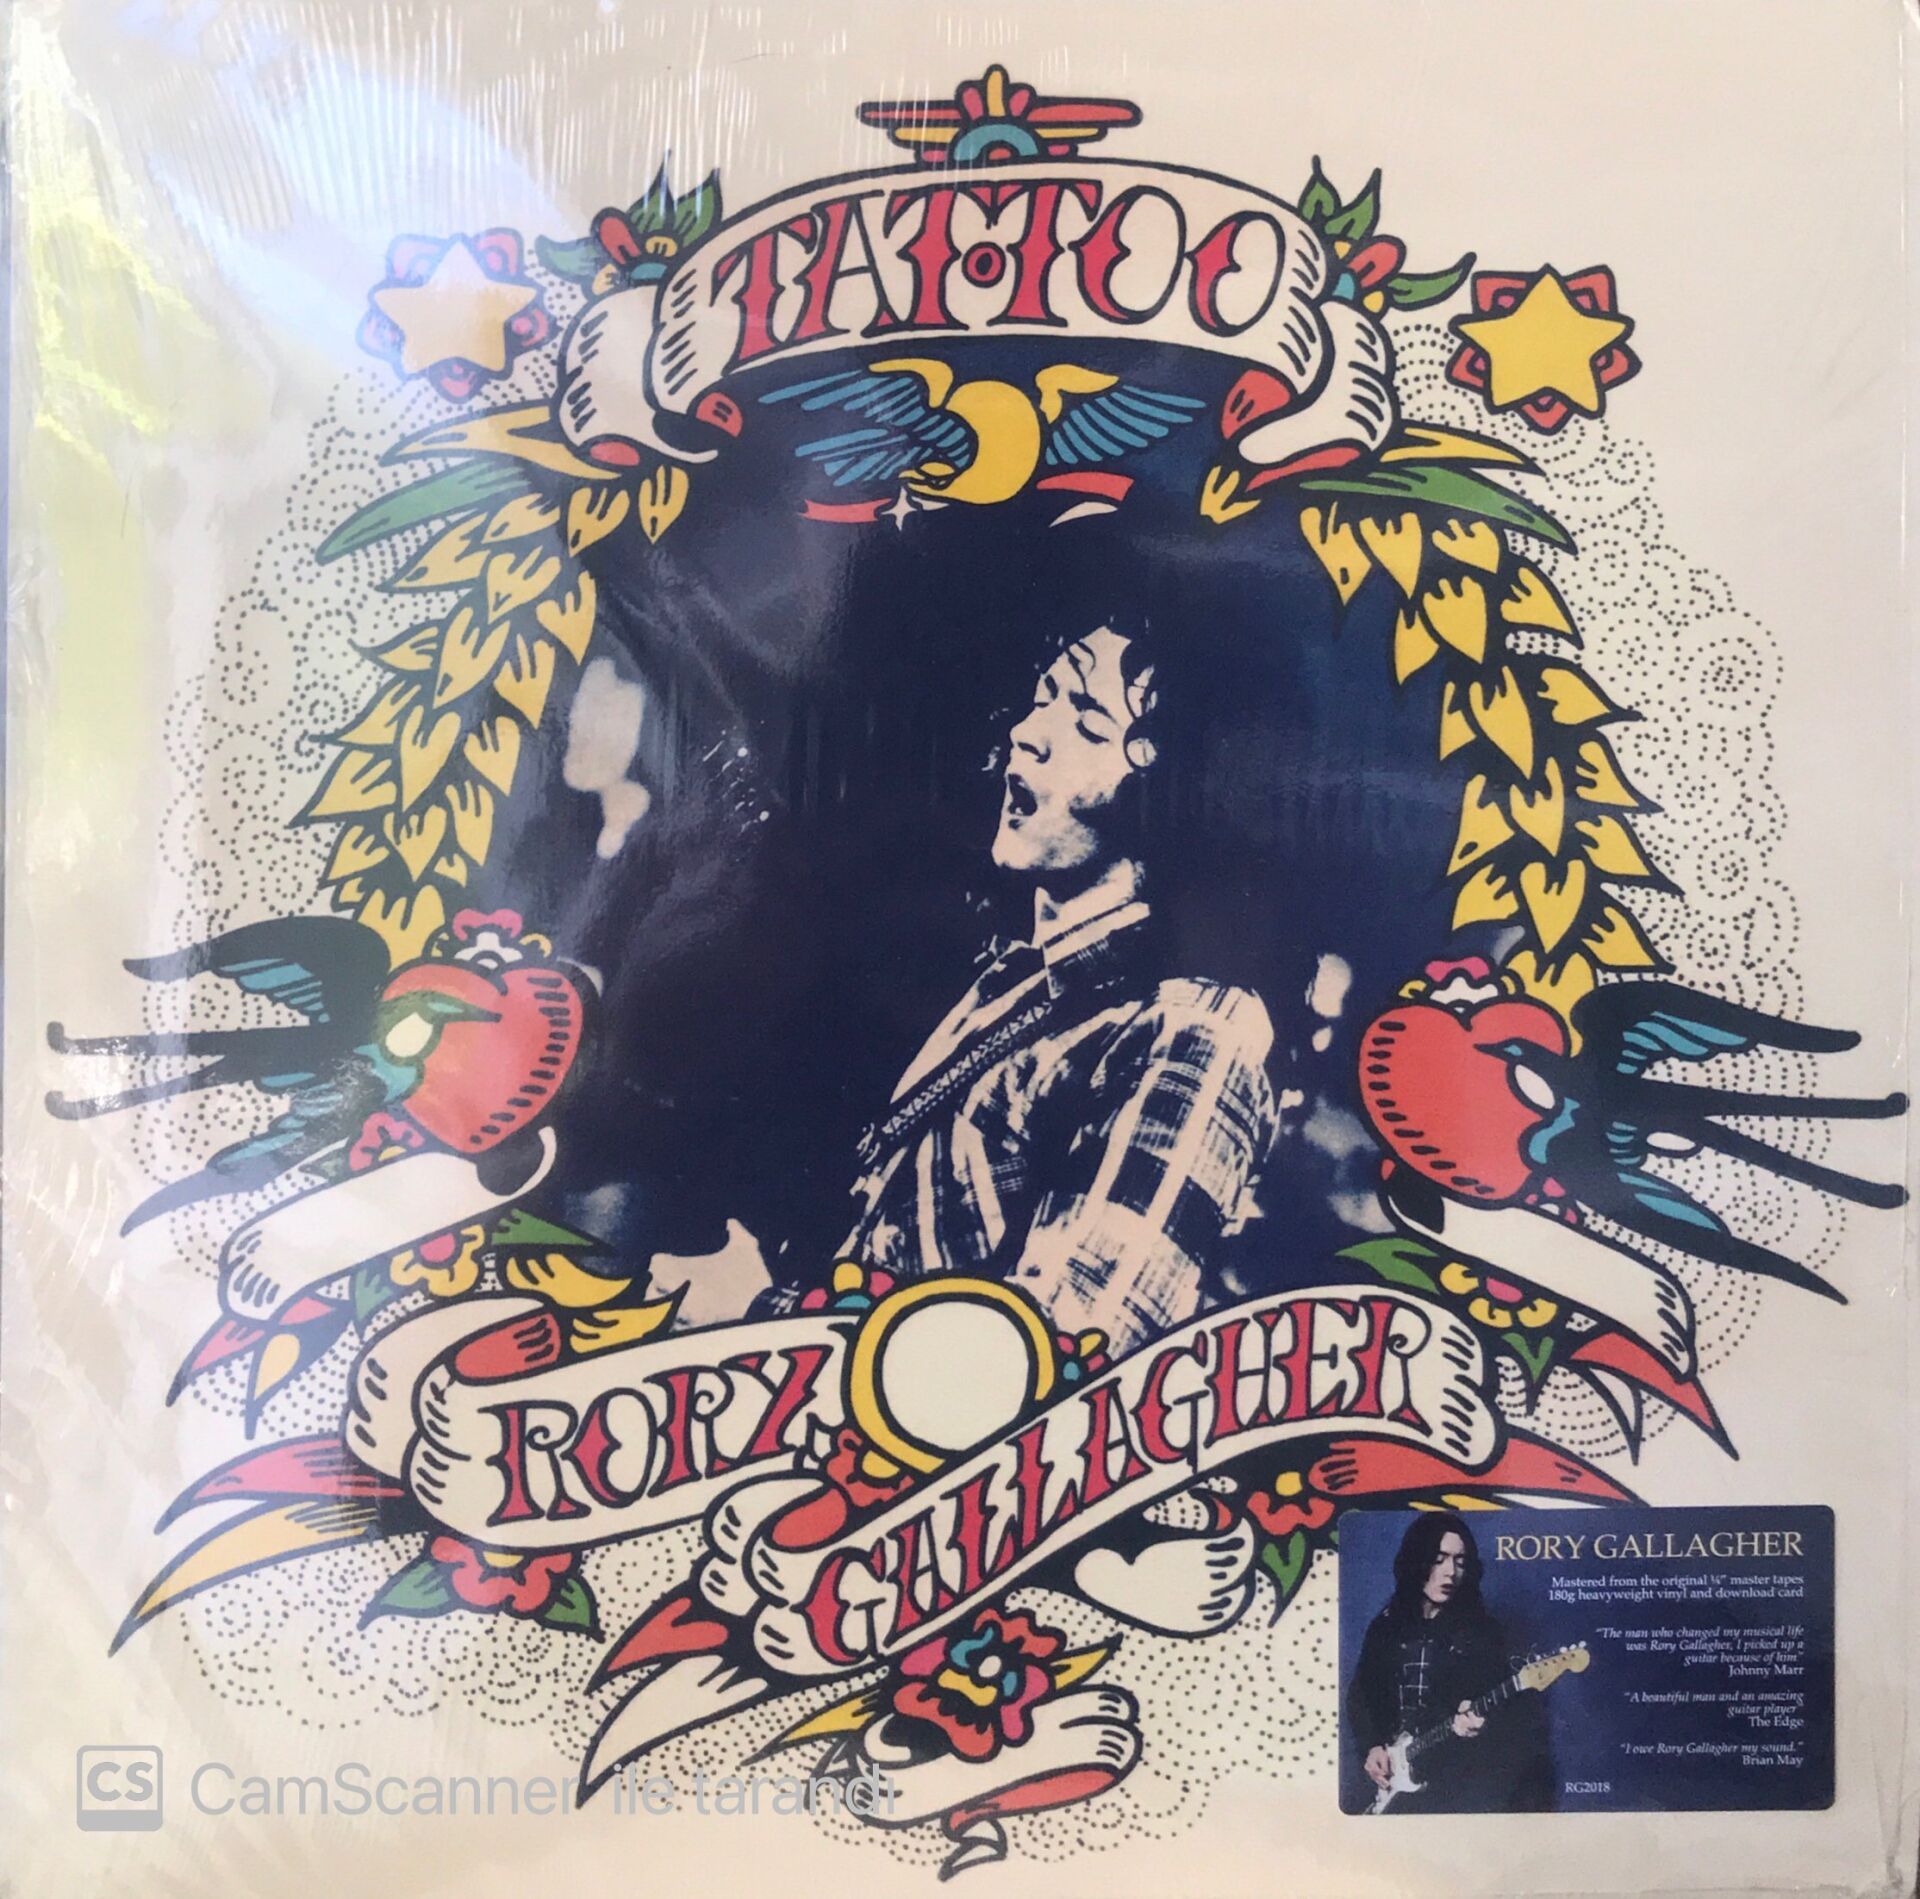 TAT·TOO
RORY
GALLAGHER
RORY GALLAGHER
Mastered from the original ¼" master tapes
180g heavyweight vinyl and download card
"The man who changed my musical life
was Rory Gallagher, I picked up a
guitar because of him"
Johnny Marr
"A beautiful man and an amazing
guitar player"
The Edge
"I owe Rory Gallagher my sound."
Brian May
RG2018
CS CamScanner ile tarandı